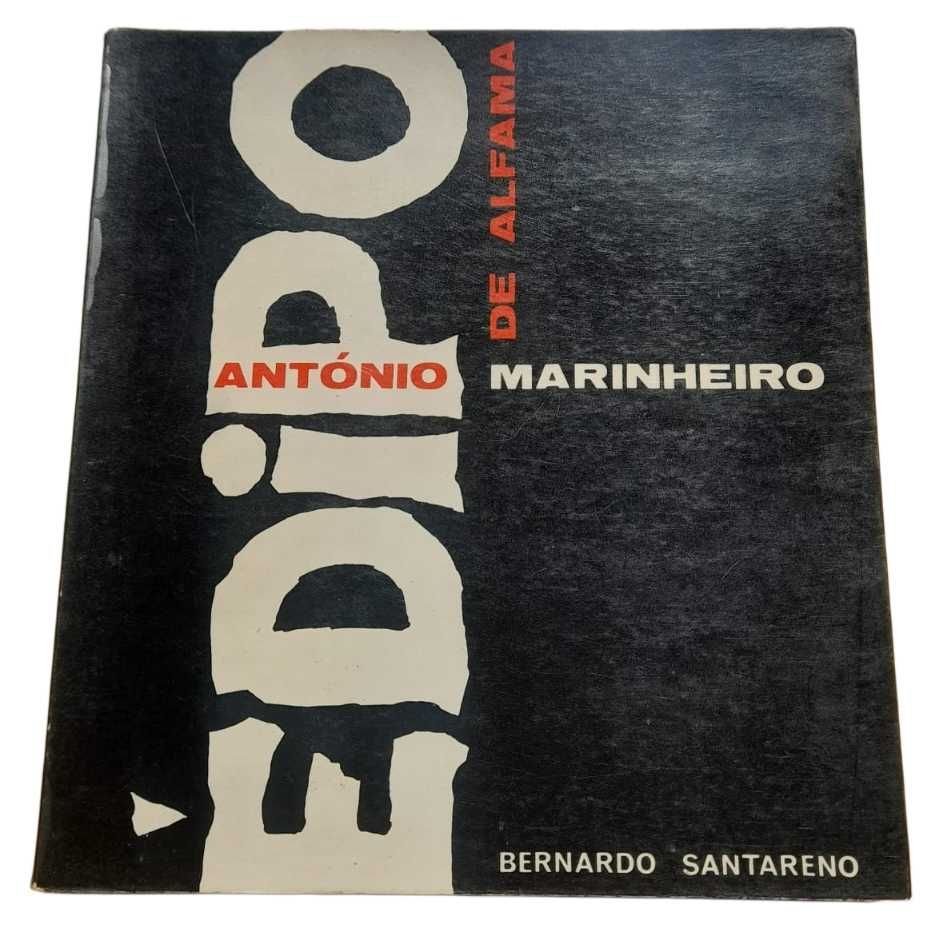 ANTÓNIO MARINHEIRO
ÉDiPO
DE ALFAMA
BERNARDO SANTARENO